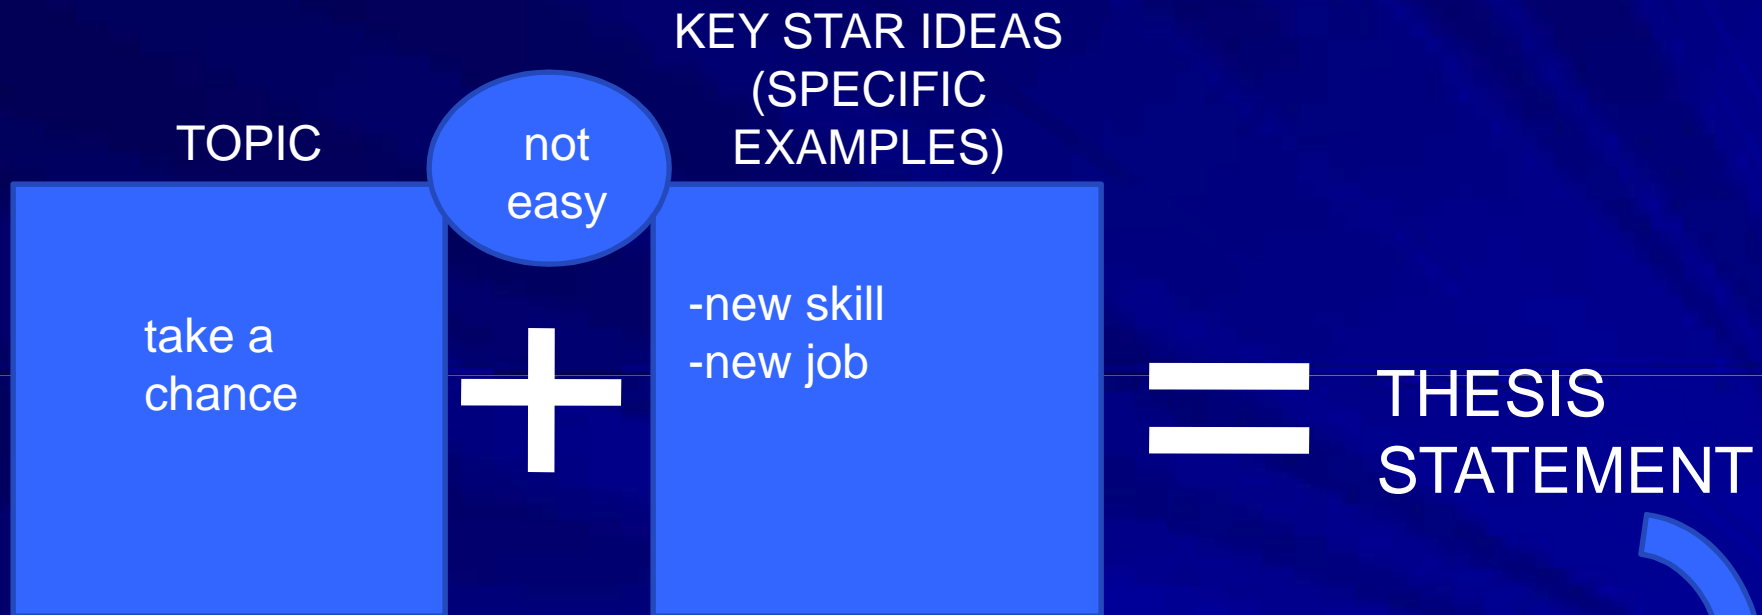 KEY STAR IDEAS
(SPECIFIC
EXAMPLES)
TOPIC
not
easy
take a
chance
-new skill
-new job
THESIS
STATEMENT